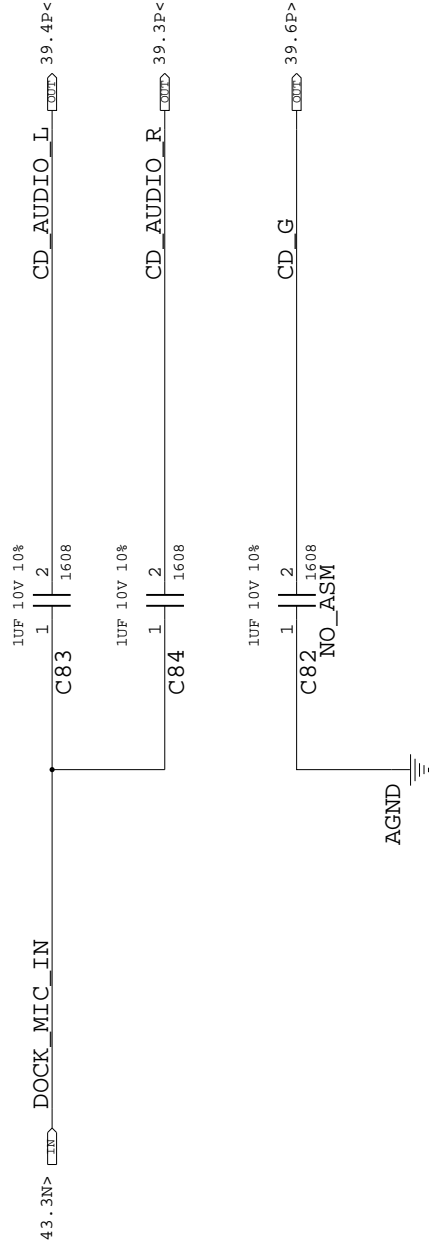 43.3N>
IN
DOCK_MIC_IN
1UF 10V 10%
1
2
C83
1608
CD_AUDIO_L
OUT
39.4P<
1UF 10V 10%
1
2
C84
1608
CD_AUDIO_R
OUT
39.3P<
1UF 10V 10%
1
2
C82
1608
NO_ASM
CD_G
OUT
39.6P>
AGND